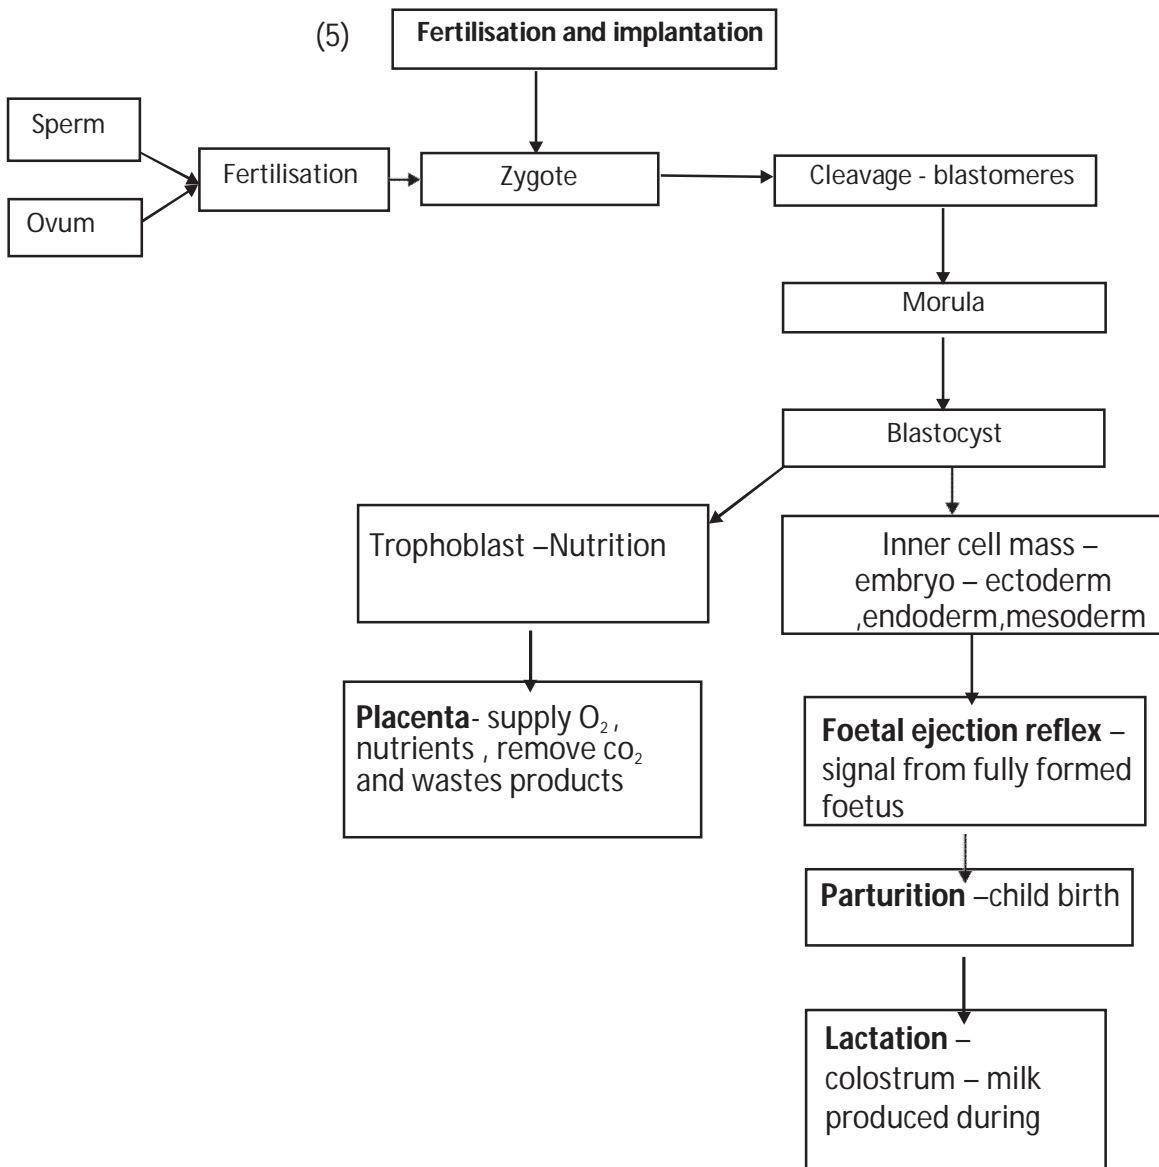 (5)
Fertilisation and implantation
Sperm
Ovum
Fertilisation
Zygote
Cleavage - blastomeres
Morula
Blastocyst
Trophoblast –Nutrition
Inner cell mass –
embryo – ectoderm
,endoderm,mesoderm
Placenta- supply O₂ ,
nutrients , remove co₂
and wastes products
Foetal ejection reflex –
signal from fully formed
foetus
Parturition –child birth
Lactation –
colostrum – milk
produced during